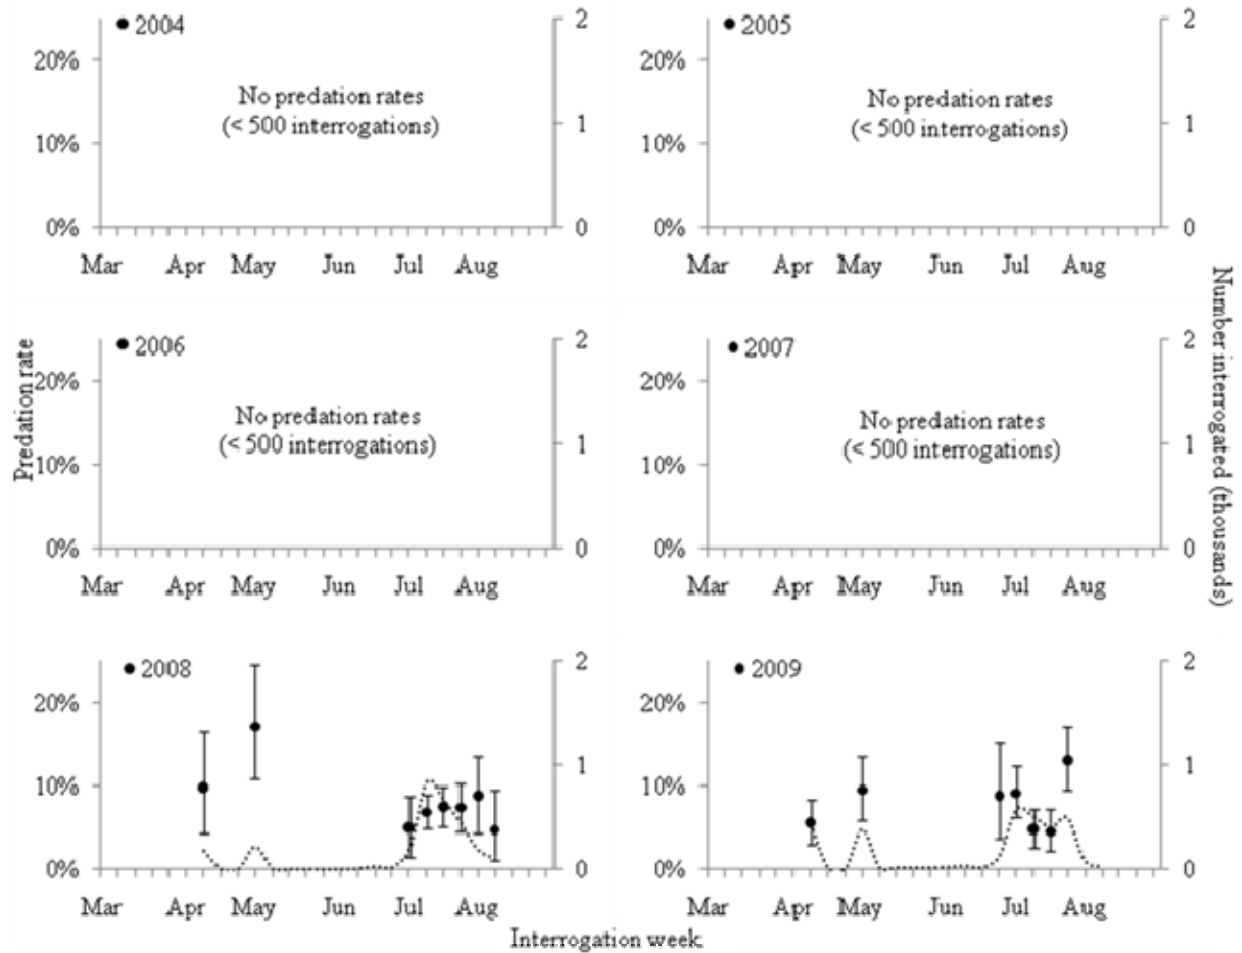 2004
20%
10%
0%
No predation rates
(< 500 interrogations)
2
1
0
Mar Apr May Jun Jul Aug
2005
20%
10%
0%
No predation rates
(< 500 interrogations)
2
1
0
Mar Apr May Jun Jul Aug
Predation rate
Number interrogated (thousands)
2006
20%
10%
0%
No predation rates
(< 500 interrogations)
2
1
0
Mar Apr May Jun Jul Aug
2007
20%
10%
0%
No predation rates
(< 500 interrogations)
2
1
0
Mar Apr May Jun Jul Aug
2008
20%
10%
0%
2
1
0
Mar Apr May Jun Jul Aug
2009
20%
10%
0%
2
1
0
Mar Apr May Jun Jul Aug
Interrogation week